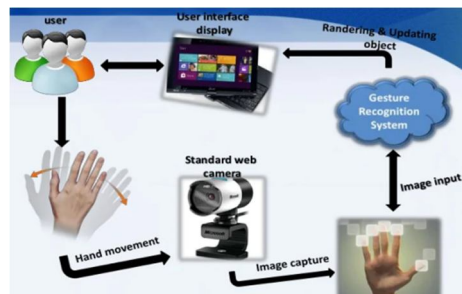 user
User interface
display
Randering & Updating
object
Gesture
Recognition
System
Standard web
camera
Image input
Hand movement
Image capture